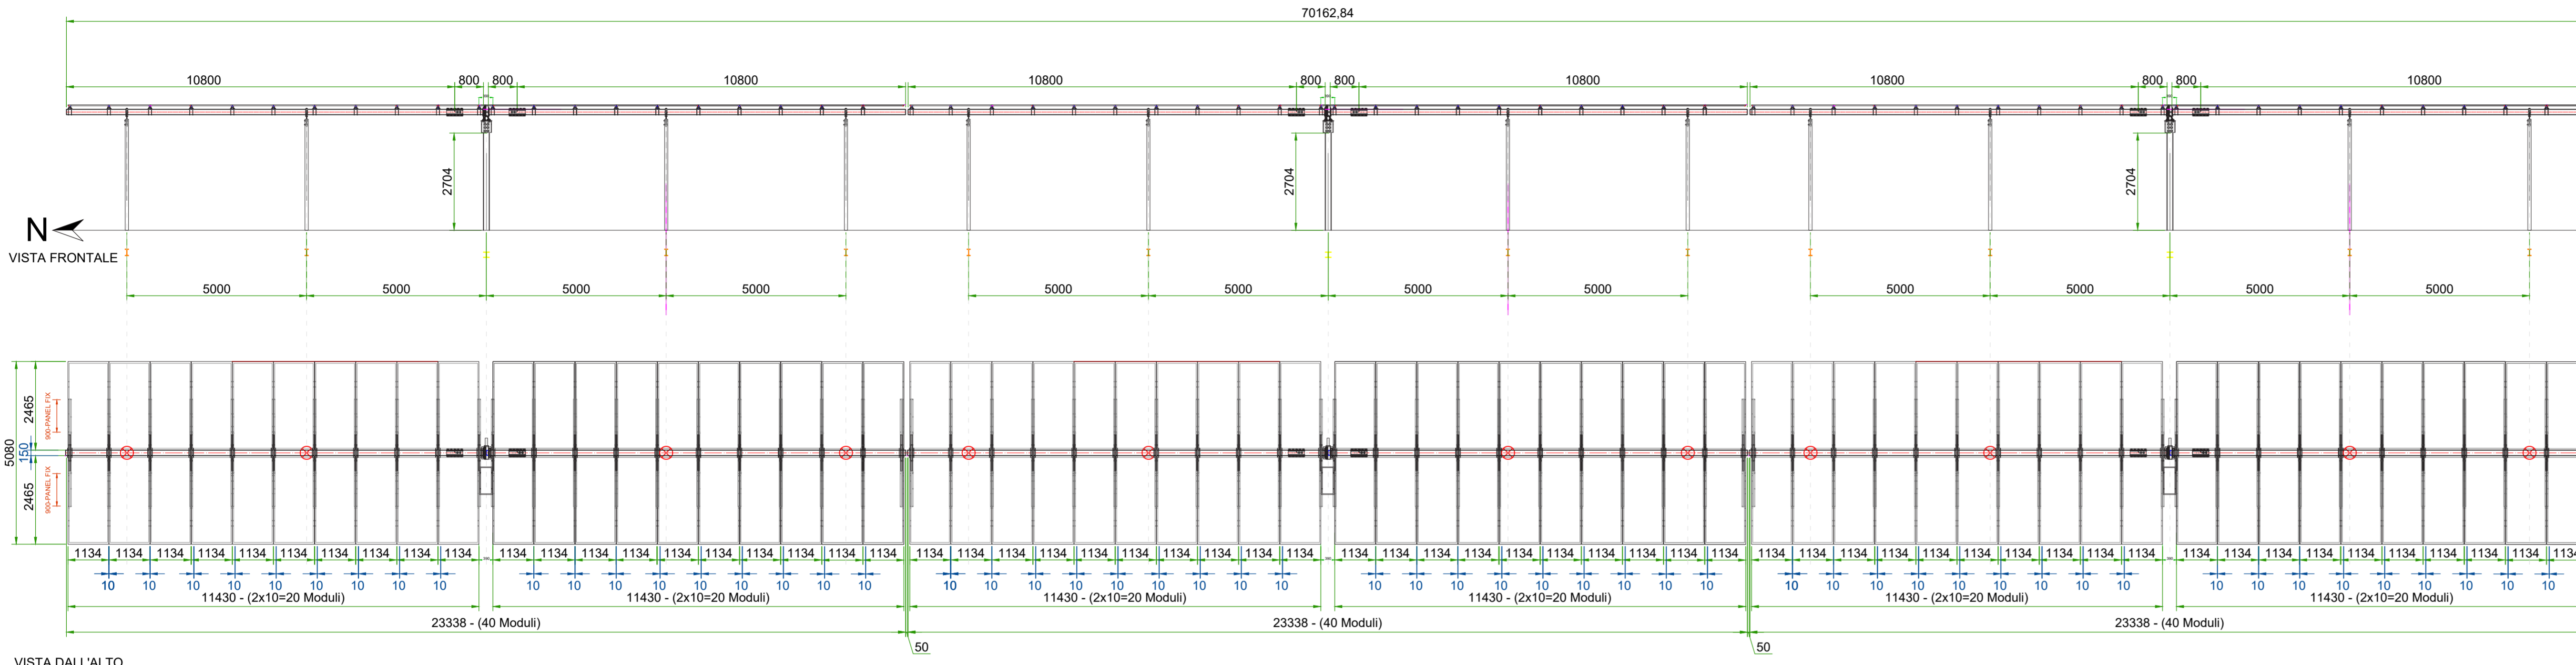 70162,84
10800 800 800 10800 10800 800 800 10800 10800 800 800 10800
2704 2704 2704
N
VISTA FRONTALE
5000 5000 5000 5000 5000 5000 5000 5000 5000 5000 5000 5000
5080
2465
150
2465
900-PANEL FIX
900-PANEL FIX
1134 1134 1134 1134 1134 1134 1134 1134 1134 1134 1134 1134 1134 1134 1134 1134 1134 1134 1134 1134 1134 1134 1134 1134 1134 1134 1134 1134 1134 1134 1134 1134 1134 1134 1134 1134 1134 1134 1134 1134 1134 1134 1134 1134 1134 1134 1134 1134 1134 1134 1134 1134 1134 1134 1134 1134 1134 1134 1134 1134
10 10 10 10 10 10 10 10 10 10 10 10 10 10 10 10 10 10 10 10 10 10 10 10 10 10 10 10 10 10 10 10 10 10 10 10 10 10 10 10 10 10 10 10 10 10 10 10 10 10 10 10 10 10
11430 - (2x10=20 Moduli) 11430 - (2x10=20 Moduli) 11430 - (2x10=20 Moduli) 11430 - (2x10=20 Moduli) 11430 - (2x10=20 Moduli) 11430 - (2x10=20 Moduli)
23338 - (40 Moduli) 23338 - (40 Moduli) 23338 - (40 Moduli)
50 50
VISTA DALL'ALTO